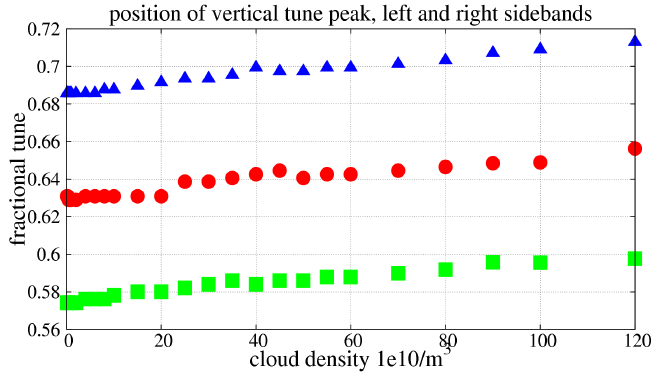 position of vertical tune peak, left and right sidebands
0.72
0.7
0.68
0.66
0.64
0.62
0.6
0.58
0.56
fractional tune
0 20 40 60 80 100 120
cloud density 1e10/m³